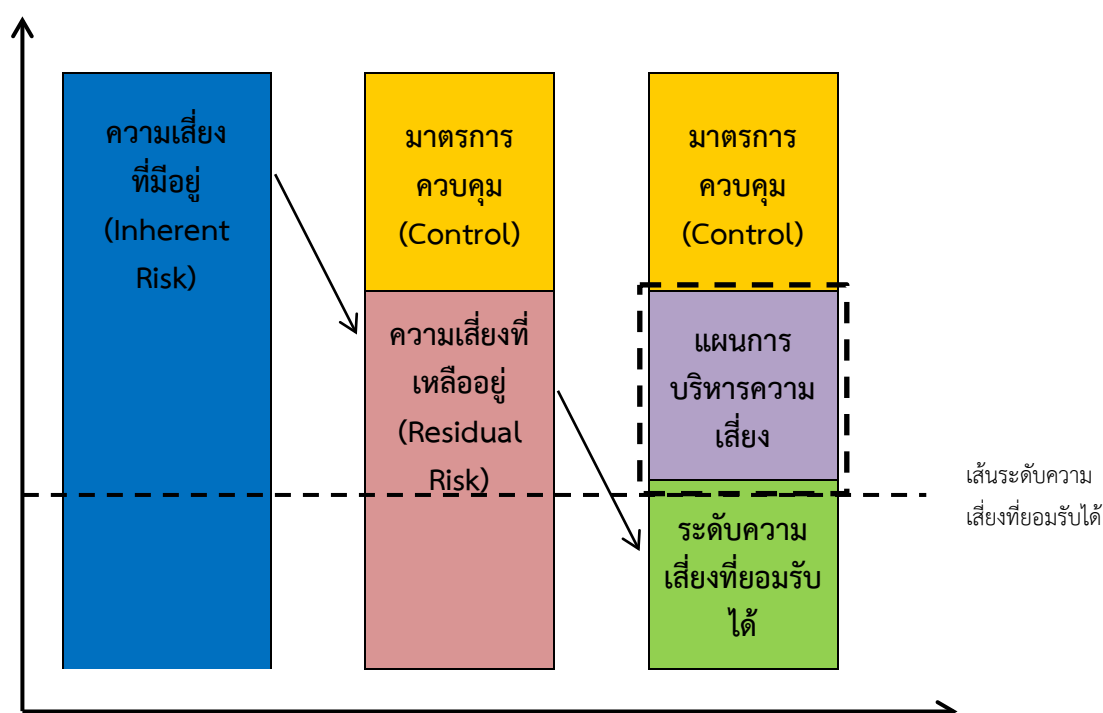 ความเสี่ยง
ที่มีอยู่
(Inherent
Risk)
มาตรการ
ควบคุม
(Control)
ความเสี่ยงที่
เหลืออยู่
(Residual
Risk)
มาตรการ
ควบคุม
(Control)
แผนการ
บริหารความ
เสี่ยง
ระดับความ
เสี่ยงที่ยอมรับ
ได้
เส้นระดับความ
เสี่ยงที่ยอมรับได้